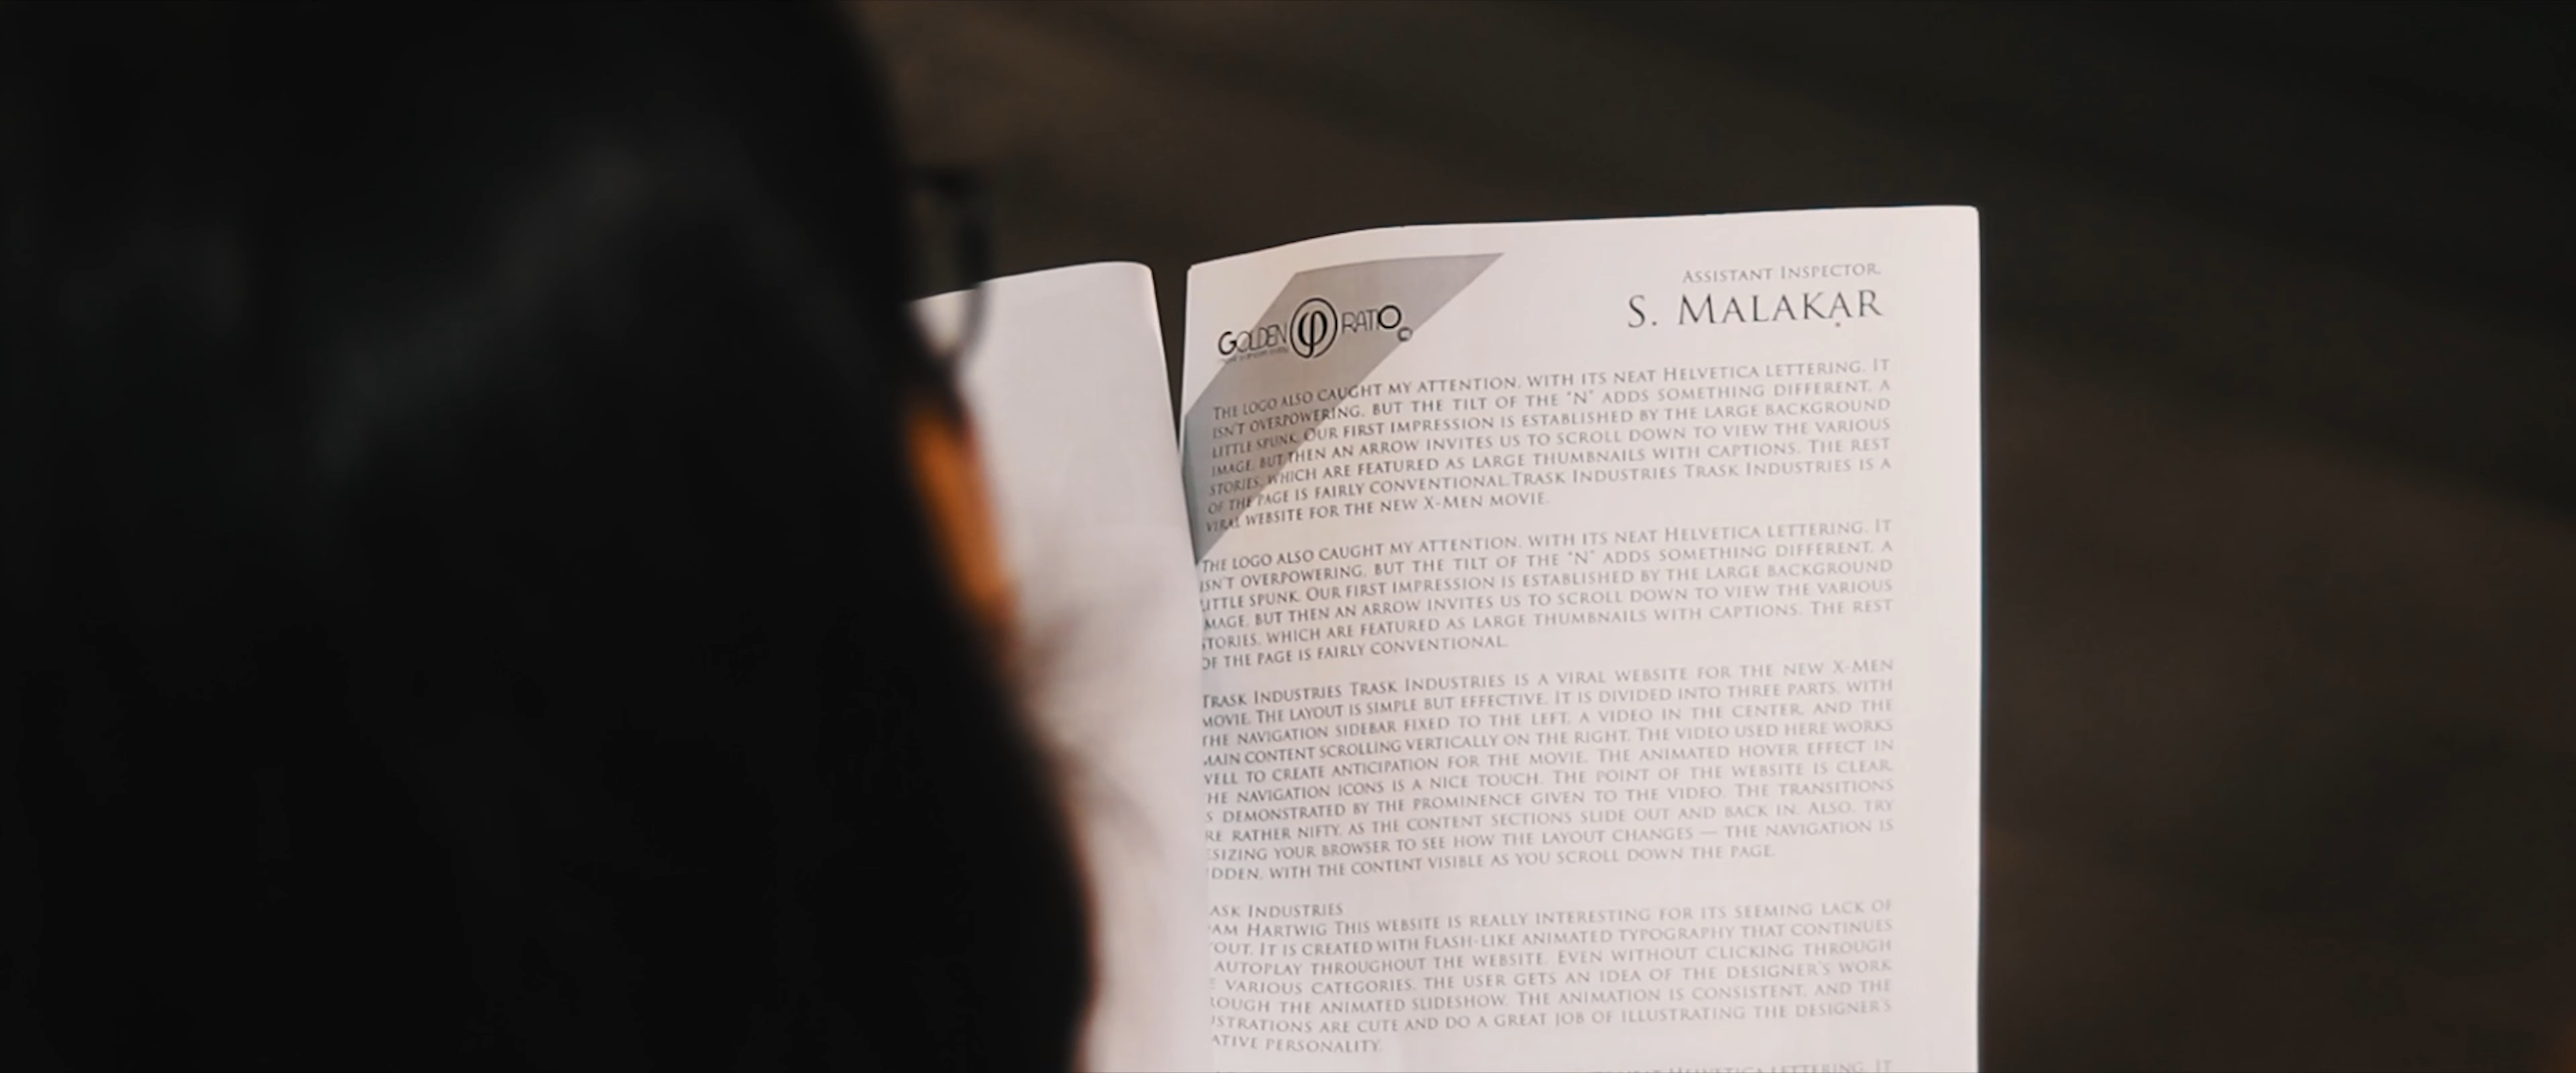 GOLDEN φ RATIO
ASSISTANT INSPECTOR,
S. MALAKAR
THE LOGO ALSO CAUGHT MY ATTENTION, WITH ITS NEAT HELVETICA LETTERING. IT
ISN'T OVERPOWERING, BUT THE TILT OF THE "N" ADDS SOMETHING DIFFERENT, A
LITTLE SPUNK. OUR FIRST IMPRESSION IS ESTABLISHED BY THE LARGE BACKGROUND
IMAGE, BUT THEN AN ARROW INVITES US TO SCROLL DOWN TO VIEW THE VARIOUS
STORIES, WHICH ARE FEATURED AS LARGE THUMBNAILS WITH CAPTIONS. THE REST
OF THE PAGE IS FAIRLY CONVENTIONAL.TRASK INDUSTRIES TRASK INDUSTRIES IS A
VIRAL WEBSITE FOR THE NEW X-MEN MOVIE.
THE LOGO ALSO CAUGHT MY ATTENTION, WITH ITS NEAT HELVETICA LETTERING. IT
ISN'T OVERPOWERING, BUT THE TILT OF THE "N" ADDS SOMETHING DIFFERENT, A
LITTLE SPUNK. OUR FIRST IMPRESSION IS ESTABLISHED BY THE LARGE BACKGROUND
MAGE, BUT THEN AN ARROW INVITES US TO SCROLL DOWN TO VIEW THE VARIOUS
STORIES, WHICH ARE FEATURED AS LARGE THUMBNAILS WITH CAPTIONS. THE REST
OF THE PAGE IS FAIRLY CONVENTIONAL.
TRASK INDUSTRIES TRASK INDUSTRIES IS A VIRAL WEBSITE FOR THE NEW X-MEN
MOVIE. THE LAYOUT IS SIMPLE BUT EFFECTIVE. IT IS DIVIDED INTO THREE PARTS, WITH
THE NAVIGATION SIDEBAR FIXED TO THE LEFT, A VIDEO IN THE CENTER, AND THE
MAIN CONTENT SCROLLING VERTICALLY ON THE RIGHT. THE VIDEO USED HERE WORKS
WELL TO CREATE ANTICIPATION FOR THE MOVIE. THE ANIMATED HOVER EFFECT IN
HE NAVIGATION ICONS IS A NICE TOUCH. THE POINT OF THE WEBSITE IS CLEAR,
S DEMONSTRATED BY THE PROMINENCE GIVEN TO THE VIDEO. THE TRANSITIONS
RE RATHER NIFTY, AS THE CONTENT SECTIONS SLIDE OUT AND BACK IN. ALSO, TRY
SIZING YOUR BROWSER TO SEE HOW THE LAYOUT CHANGES — THE NAVIGATION IS
DDEN, WITH THE CONTENT VISIBLE AS YOU SCROLL DOWN THE PAGE.
ASK INDUSTRIES
AM HARTWIG THIS WEBSITE IS REALLY INTERESTING FOR ITS SEEMING LACK OF
OUT. IT IS CREATED WITH FLASH-LIKE ANIMATED TYPOGRAPHY THAT CONTINUES
AUTOPLAY THROUGHOUT THE WEBSITE. EVEN WITHOUT CLICKING THROUGH
E VARIOUS CATEGORIES, THE USER GETS AN IDEA OF THE DESIGNER'S WORK
ROUGH THE ANIMATED SLIDESHOW. THE ANIMATION IS CONSISTENT, AND THE
USTRATIONS ARE CUTE AND DO A GREAT JOB OF ILLUSTRATING THE DESIGNER'S
ATIVE PERSONALITY.
HELVETICA LETTERING. IT